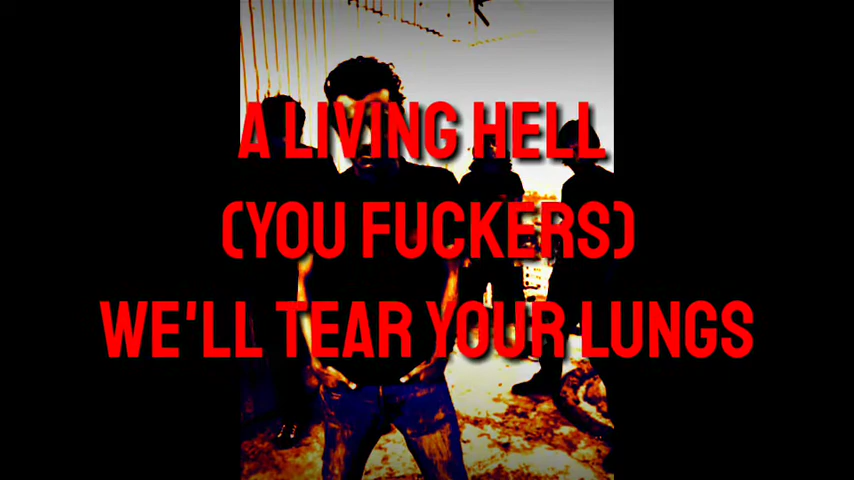 A LIVING HELL
(YOU FUCKERS)
WE'LL TEAR YOUR LUNGS